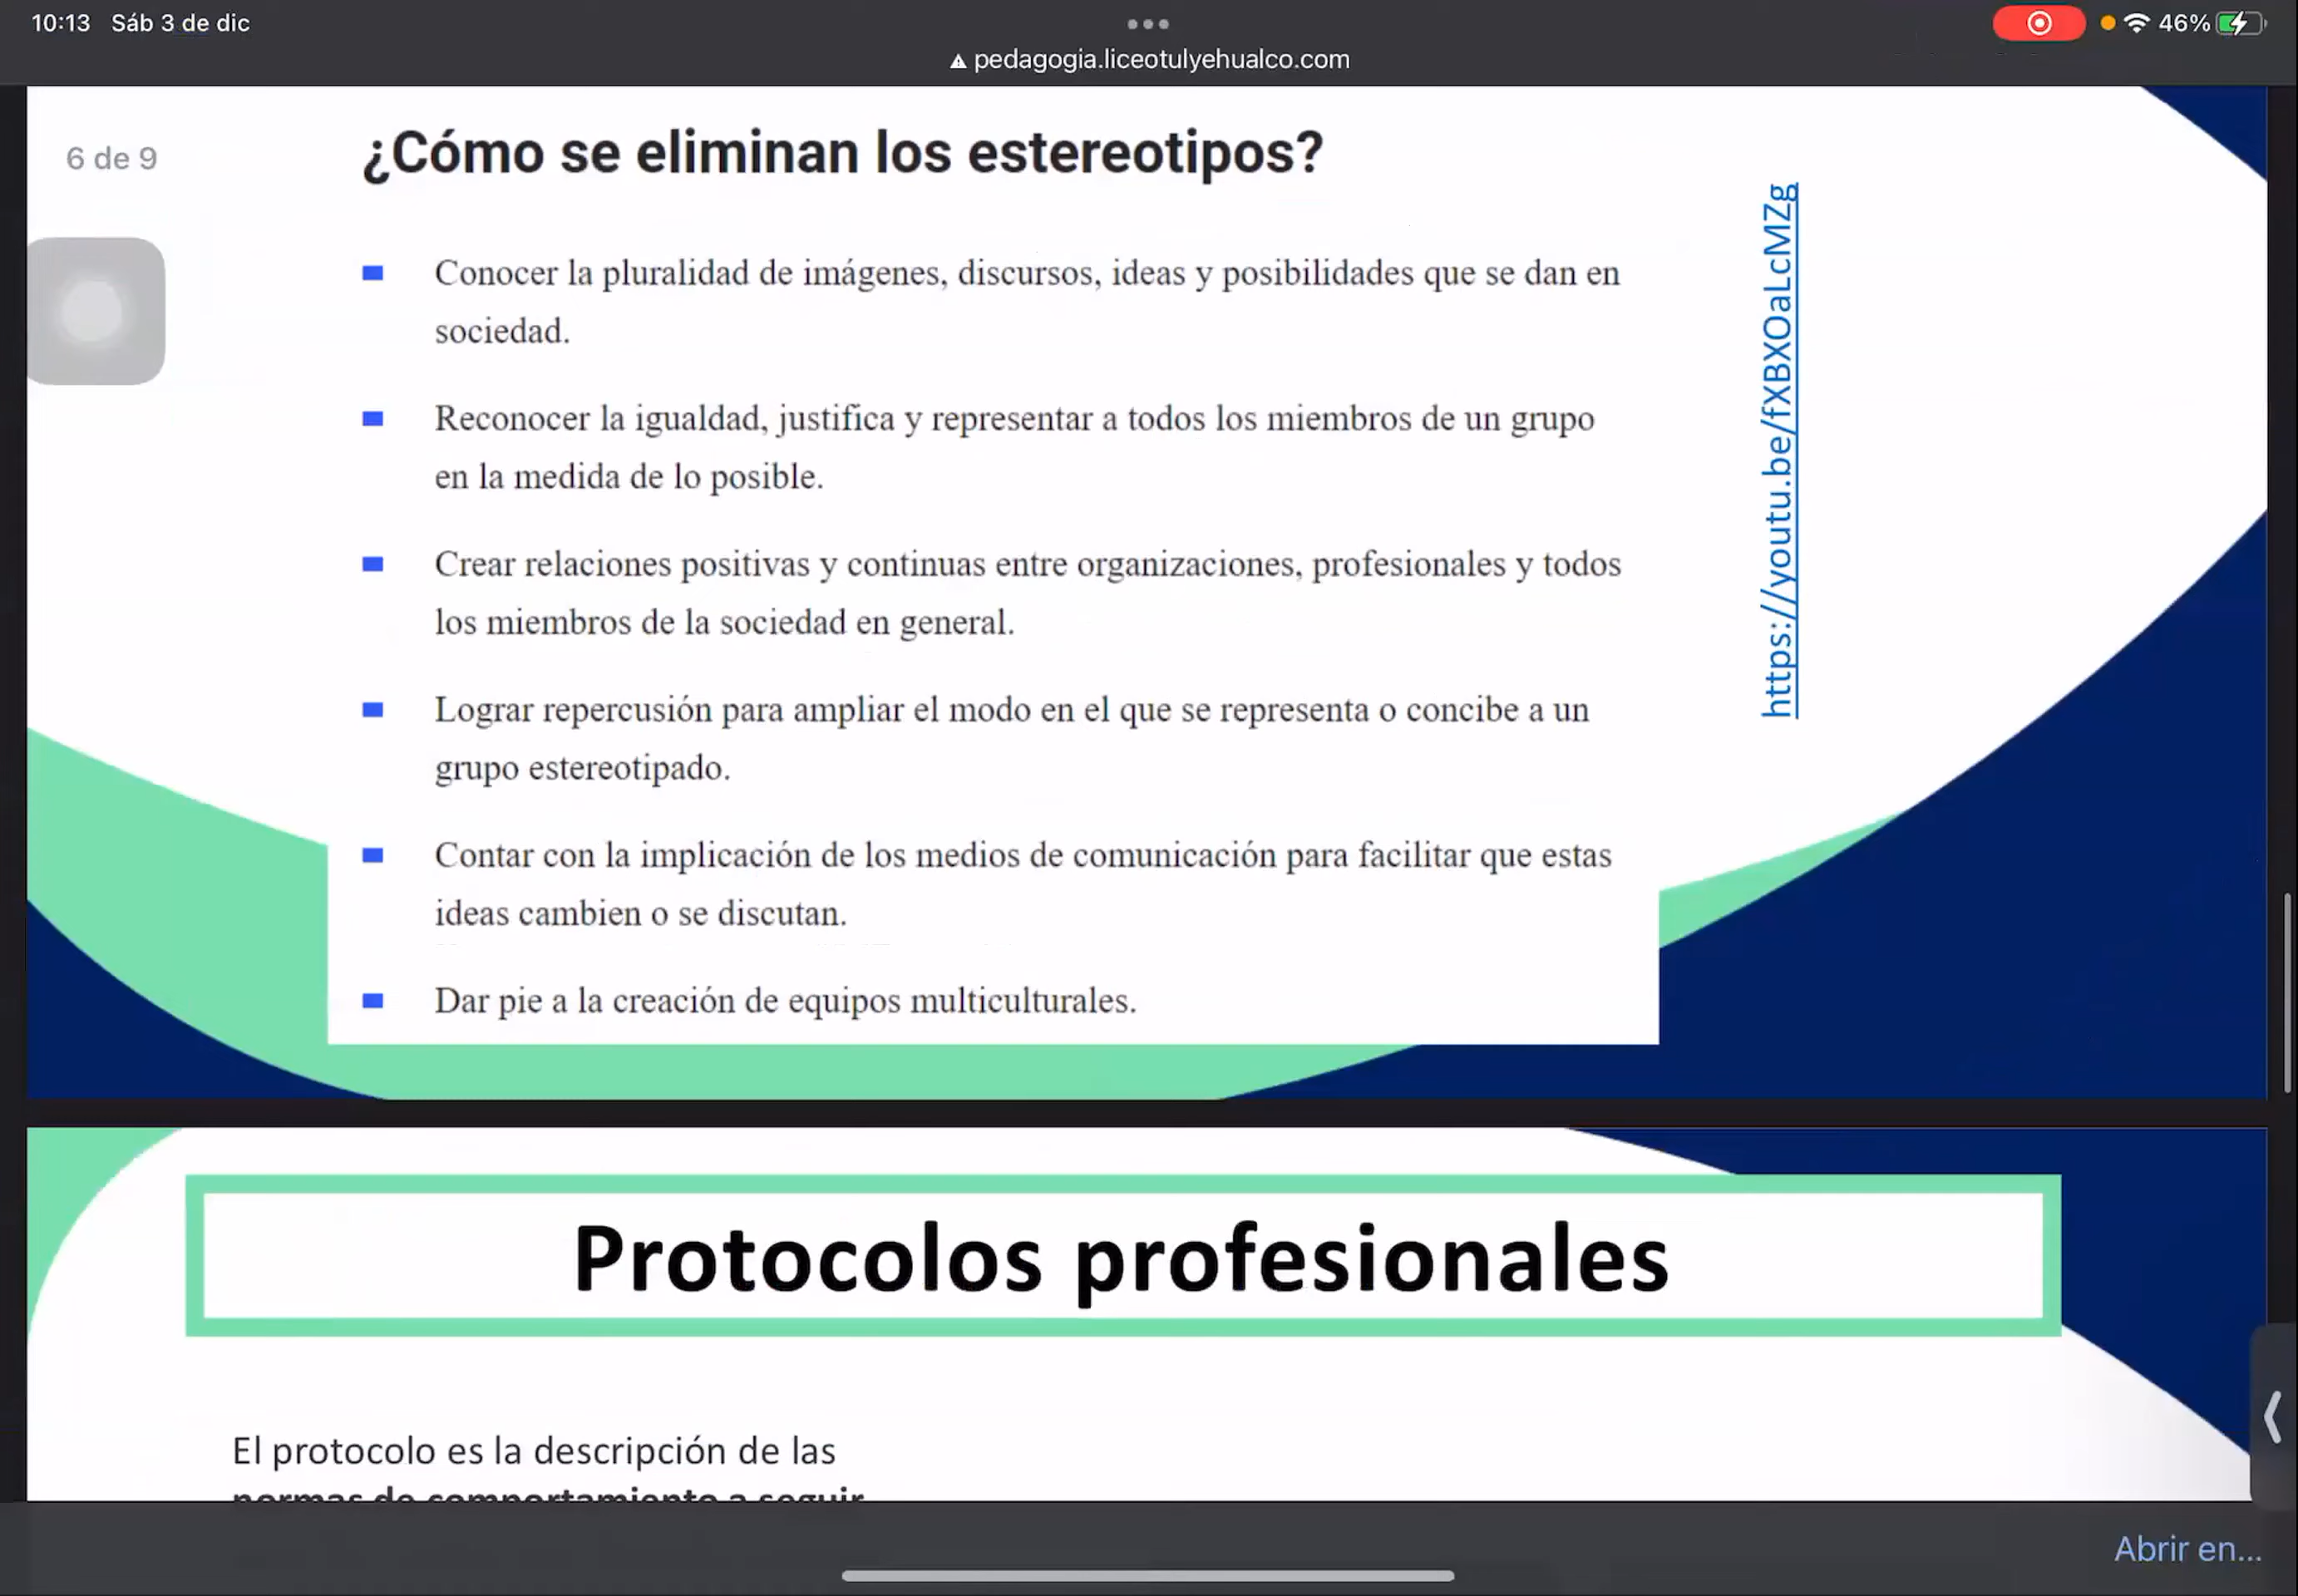 10:13 Sáb 3 de dic
46%
pedagogia.liceotulyehualco.com
6 de 9
¿Cómo se eliminan los estereotipos?
Conocer la pluralidad de imágenes, discursos, ideas y posibilidades que se dan en
sociedad.
Reconocer la igualdad, justifica y representar a todos los miembros de un grupo
en la medida de lo posible.
Crear relaciones positivas y continuas entre organizaciones, profesionales y todos
los miembros de la sociedad en general.
Lograr repercusión para ampliar el modo en el que se representa o concibe a un
grupo estereotipado.
Contar con la implicación de los medios de comunicación para facilitar que estas
ideas cambien o se discutan.
Dar pie a la creación de equipos multiculturales.
https://youtu.be/fXBXOaLcMZg
Protocolos profesionales
El protocolo es la descripción de las
normas de comportamiento a seguir
Abrir en...